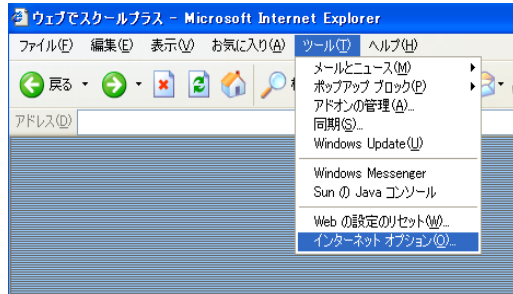 ウェブでスクールプラス - Microsoft Internet Explorer
ファイル(F) 編集(E) 表示(V) お気に入り(A) ツール(T) ヘルプ(H)
戻る
アドレス(D)
メールとニュース(M)
ポップアップ ブロック(P)
アドオンの管理(A)...
同期(S)...
Windows Update(U)
Windows Messenger
Sun の Java コンソール
Web の設定のリセット(W)...
インターネット オプション(O)...